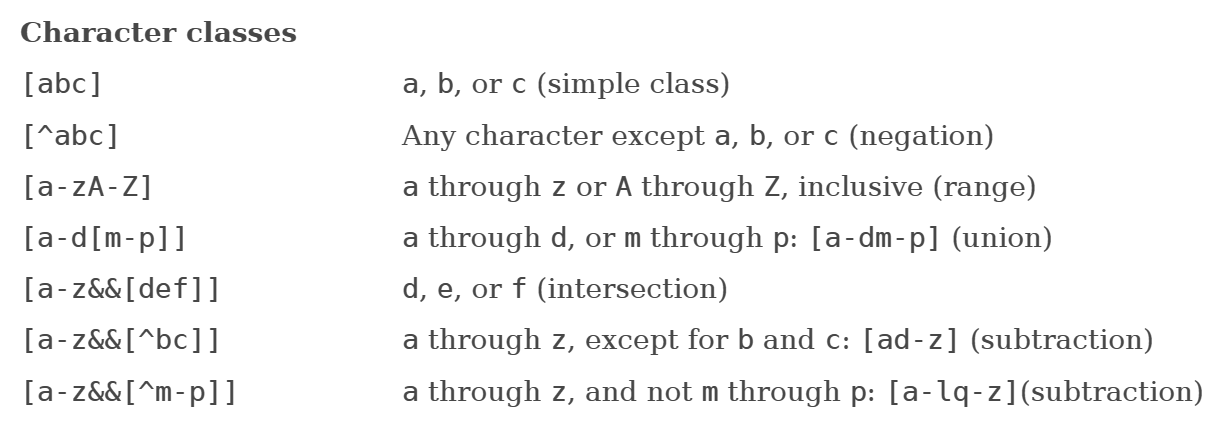 Character classes
[abc] a, b, or c (simple class)
[^abc] Any character except a, b, or c (negation)
[a-zA-Z] a through z or A through Z, inclusive (range)
[a-d[m-p]] a through d, or m through p: [a-dm-p] (union)
[a-z&&[def]] d, e, or f (intersection)
[a-z&&[^bc]] a through z, except for b and c: [ad-z] (subtraction)
[a-z&&[^m-p]] a through z, and not m through p: [a-lq-z](subtraction)